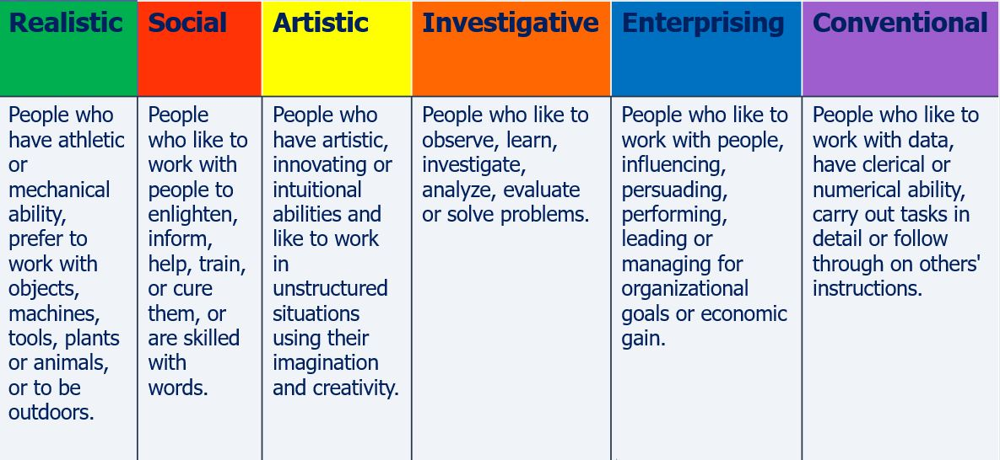 Realistic
Social
Artistic
Investigative
Enterprising
Conventional
People who
have athletic
or
mechanical
ability,
prefer to
work with
objects,
machines,
tools, plants
or animals,
or to be
outdoors.
People
who like to
work with
people to
enlighten,
inform,
help, train,
or cure
them, or
are skilled
with
words.
People who
have artistic,
innovating or
intuitional
abilities and
like to work
in
unstructured
situations
using their
imagination
and creativity.
People who like to
observe, learn,
investigate,
analyze, evaluate
or solve problems.
People who like to
work with people,
influencing,
persuading,
performing,
leading or
managing for
organizational
goals or economic
gain.
People who like to
work with data,
have clerical or
numerical ability,
carry out tasks in
detail or follow
through on others'
instructions.